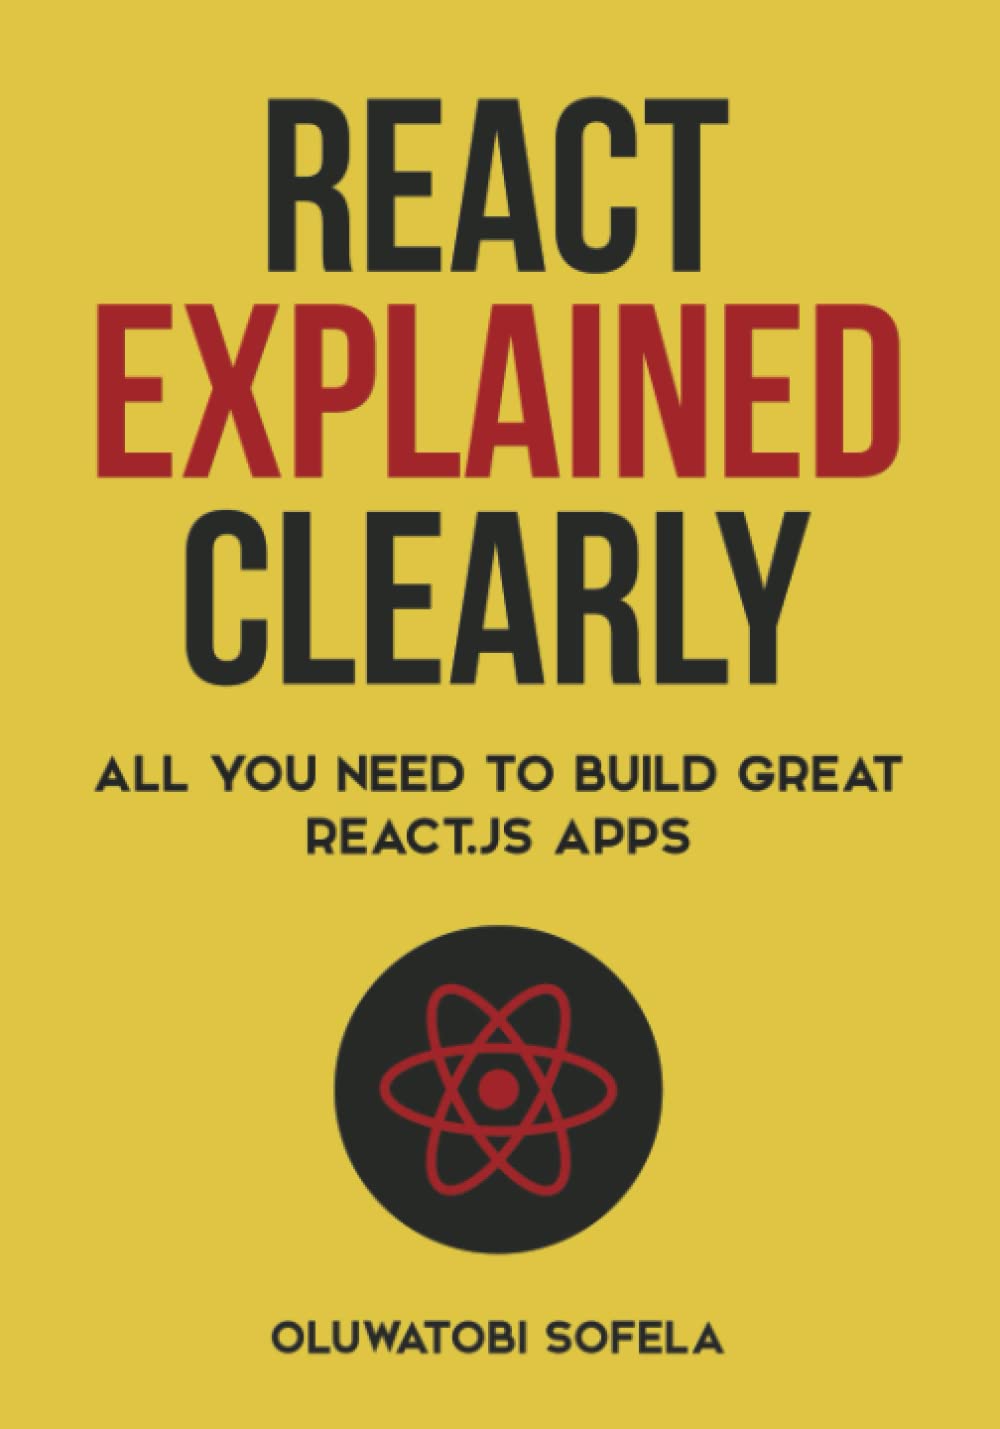 REACT
EXPLAINED
CLEARLY
ALL YOU NEED TO BUILD GREAT
REACT.JS APPS
OLUWATOBI SOFELA